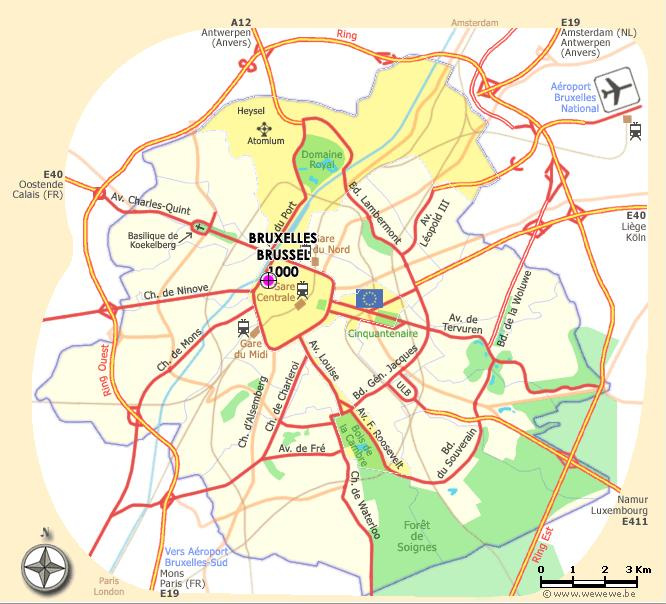 A12
Antwerpen
(Anvers)
Ring
Amsterdam
E19
Amsterdam (NL)
Antwerpen
(Anvers)
Aéroport
Bruxelles
National
Heysel
Atomium
Domaine
Royal
E40
Oostende
Calais (FR)
Av. Charles-Quint
Basilique de
Koekelberg
du Port
Bd. Lambermont
Av.
Léopold III
E40
Liège
Köln
BRUXELLES
BRUSSEL
1000
Gare
du Nord
Gare
Centrale
Ch. de Ninove
Ch. de Mons
Gare
du Midi
Cinquantenaire
Av. de
Tervuren
Bd. de la Woluwe
Ring Ouest
Av. Louise
Bd. Gén. Jacques
ULB
Ch. d'Alsemberg
Ch. de Charleroi
Av. F. Roosevelt
Bois de
la Cambre
Av. de Fré
Bd.
du Souverain
Ch. de Waterloo
Forêt
de
Soignes
Namur
Luxembourg
E411
Ring Est
N
Paris
London
Vers Aéroport
Bruxelles-Sud
Mons
Paris (FR)
E19
0 1 2 3 Km
© www.wewewe.be